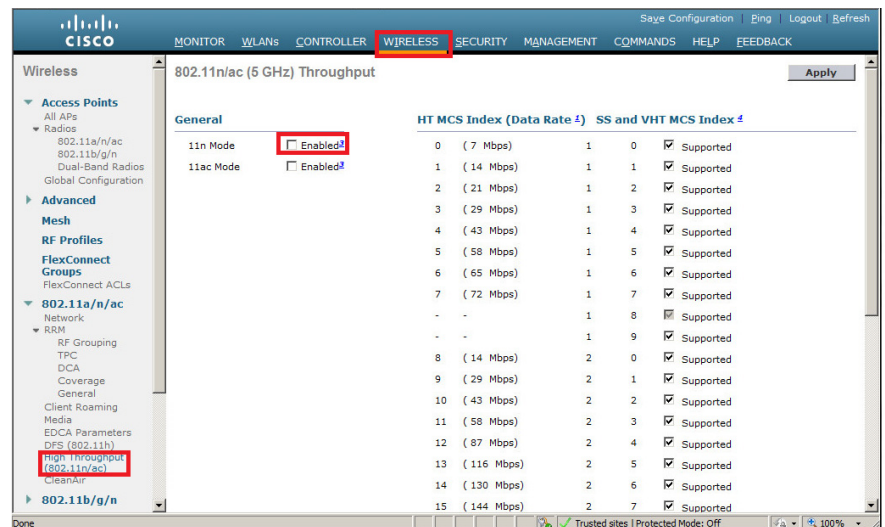 Save Configuration | Ping | Logout | Refresh
CISCO
MONITOR WLANs CONTROLLER WIRELESS SECURITY MANAGEMENT COMMANDS HELP FEEDBACK
Wireless
Access Points
All APs
Radios
802.11a/n/ac
802.11b/g/n
Dual-Band Radios
Global Configuration
Advanced
Mesh
RF Profiles
FlexConnect
Groups
FlexConnect ACLs
802.11a/n/ac
Network
RRM
RF Grouping
TPC
DCA
Coverage
General
Client Roaming
Media
EDCA Parameters
DFS (802.11h)
High Throughput
(802.11n/ac)
CleanAir
802.11b/g/n
802.11n/ac (5 GHz) Throughput
Apply
General
11n Mode Enabled 3
11ac Mode Enabled 3
HT MCS Index (Data Rate 1) SS and VHT MCS Index 4
0 ( 7 Mbps) 1 0 Supported
1 ( 14 Mbps) 1 1 Supported
2 ( 21 Mbps) 1 2 Supported
3 ( 29 Mbps) 1 3 Supported
4 ( 43 Mbps) 1 4 Supported
5 ( 58 Mbps) 1 5 Supported
6 ( 65 Mbps) 1 6 Supported
7 ( 72 Mbps) 1 7 Supported
- - 1 8 Supported
- - 1 9 Supported
8 ( 14 Mbps) 2 0 Supported
9 ( 29 Mbps) 2 1 Supported
10 ( 43 Mbps) 2 2 Supported
11 ( 58 Mbps) 2 3 Supported
12 ( 87 Mbps) 2 4 Supported
13 ( 116 Mbps) 2 5 Supported
14 ( 130 Mbps) 2 6 Supported
15 ( 144 Mbps) 2 7 Supported
Done
Trusted sites | Protected Mode: Off
100%